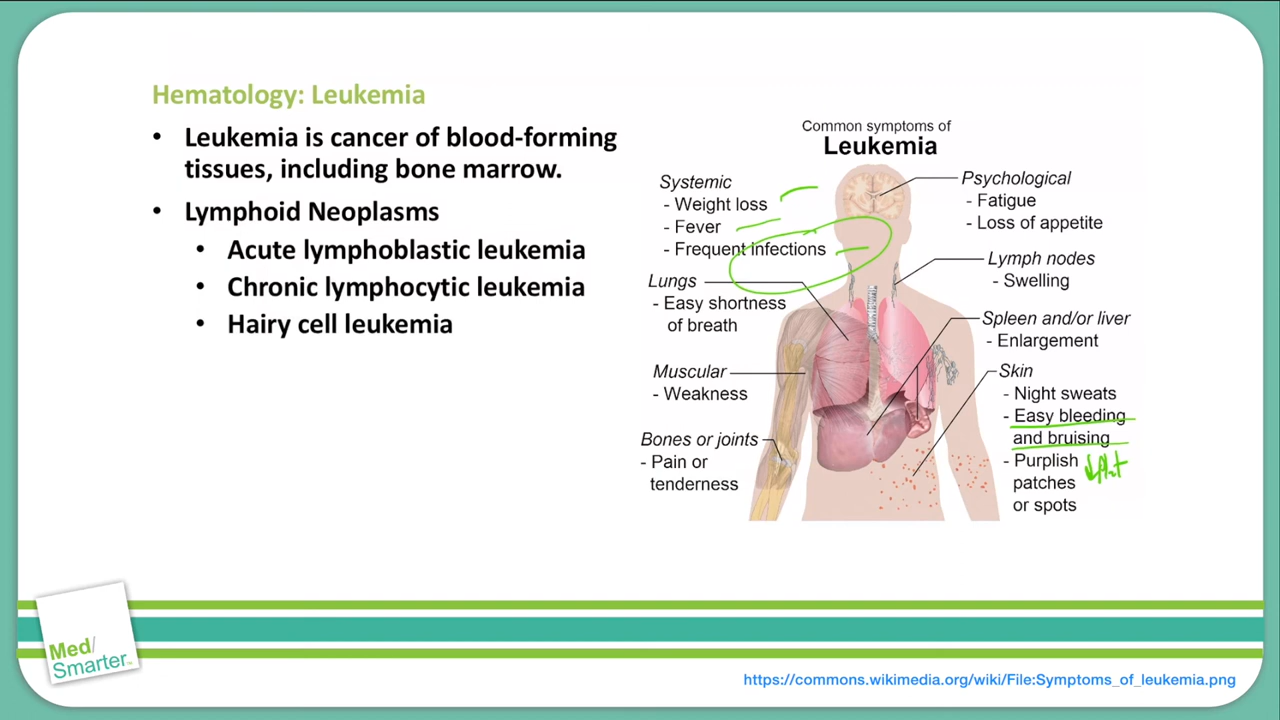 Hematology: Leukemia
• Leukemia is cancer of blood-forming
tissues, including bone marrow.
• Lymphoid Neoplasms
• Acute lymphoblastic leukemia
• Chronic lymphocytic leukemia
• Hairy cell leukemia
Common symptoms of
Leukemia
Systemic
- Weight loss
- Fever
- Frequent infections
Lungs
- Easy shortness
of breath
Muscular
- Weakness
Bones or joints
- Pain or
tenderness
Psychological
- Fatigue
- Loss of appetite
Lymph nodes
- Swelling
Spleen and/or liver
- Enlargement
Skin
- Night sweats
- Easy bleeding
and bruising
- Purplish
patches
or spots
↓plt
Med/
Smarter™
https://commons.wikimedia.org/wiki/File:Symptoms_of_leukemia.png